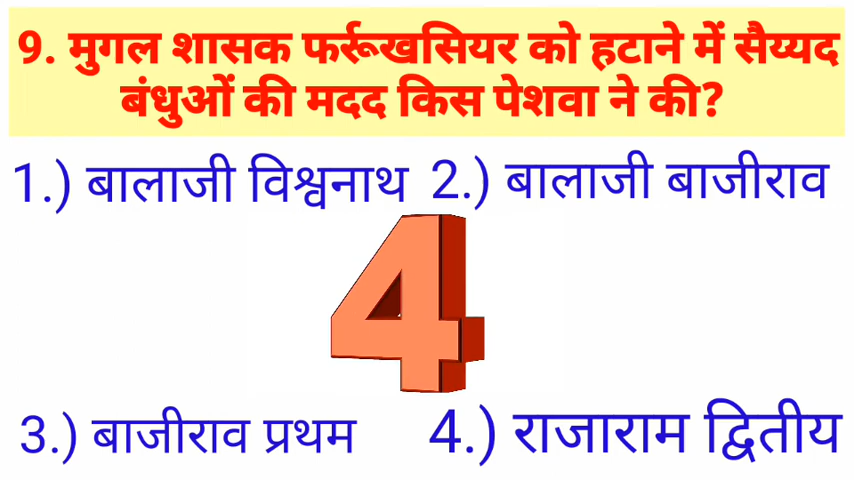 9. मुगल शासक फर्रूखसियर को हटाने में सैय्यद
बंधुओं की मदद किस पेशवा ने की?
1.) बालाजी विश्वनाथ 2.) बालाजी बाजीराव
4
3.) बाजीराव प्रथम 4.) राजाराम द्वितीय